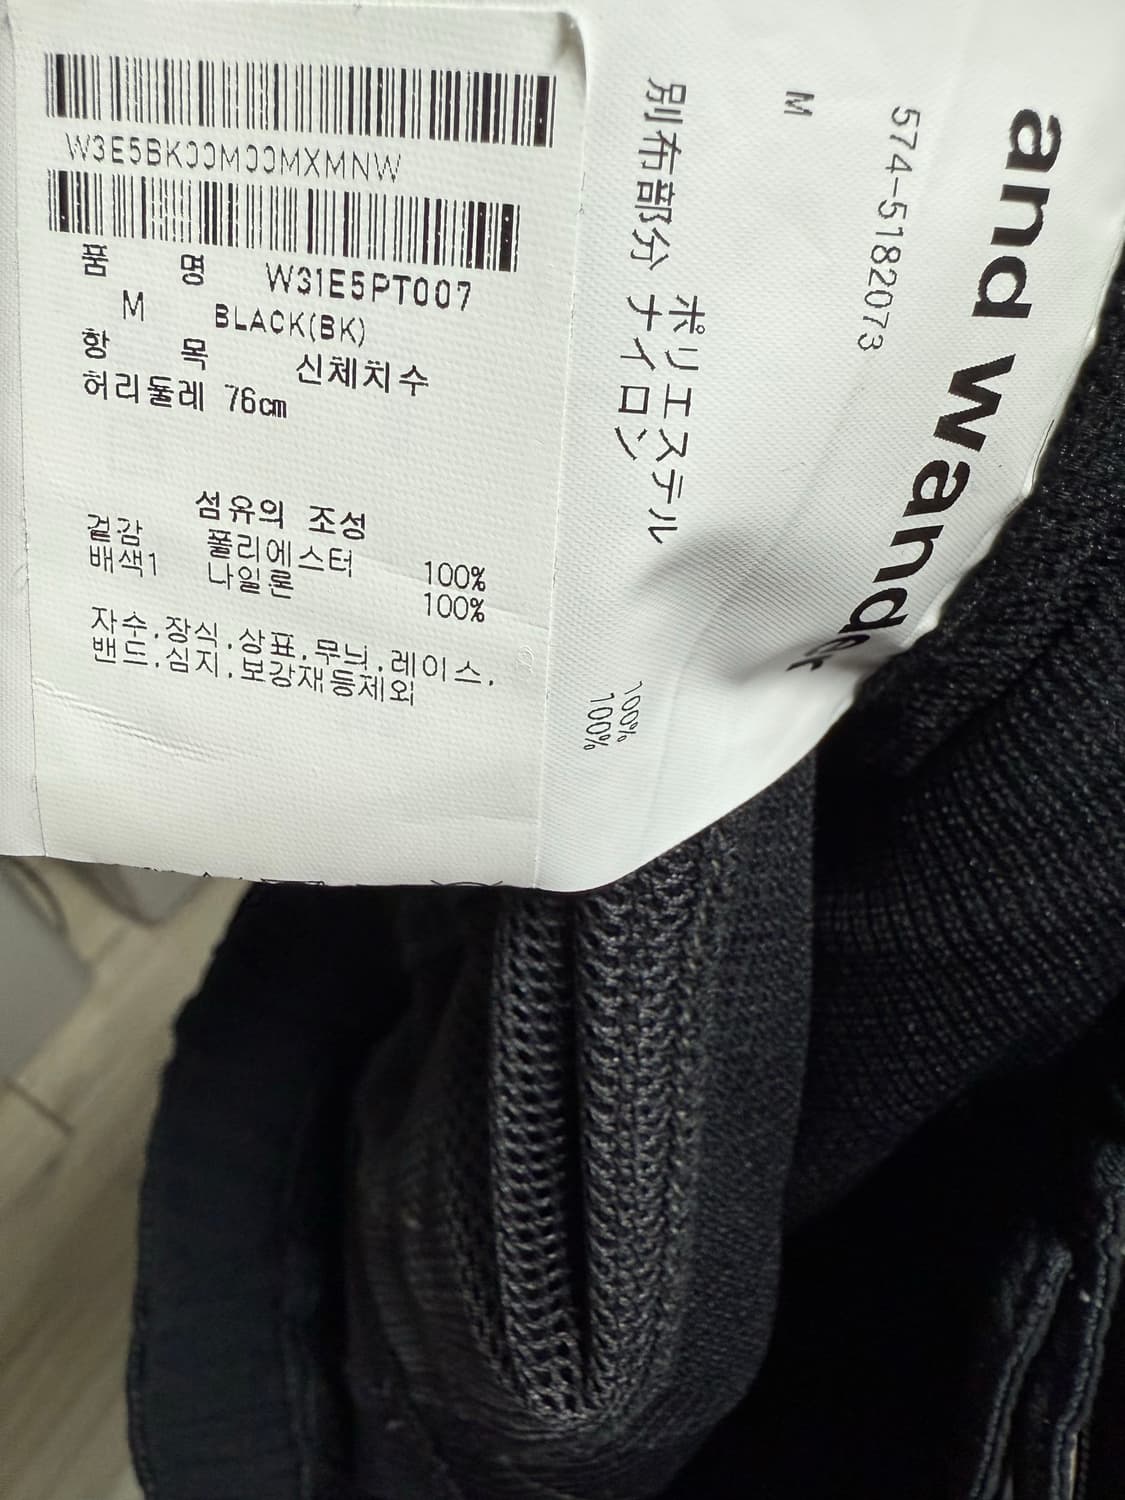 W3E5BK00M00MXMNW
품 명 W31E5PT007
M BLACK(BK)
항 목 신체치수
허리둘레 76cm
섬유의 조성
겉감 폴리에스터 100%
배색1 나일론 100%
자수.장식.상표.무늬.레이스.
밴드.심지.보강재등제외
and wander
574-5182073
M
ポリエステル 100%
別布部分 ナイロン 100%